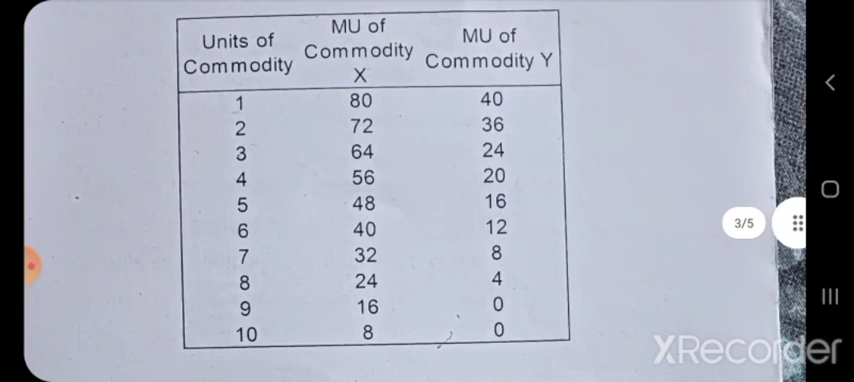 Units of Commodity MU of Commodity X MU of Commodity Y
1 80 40
2 72 36
3 64 24
4 56 20
5 48 16
6 40 12
7 32 8
8 24 4
9 16 0
10 8 0
3/5
XRecorder